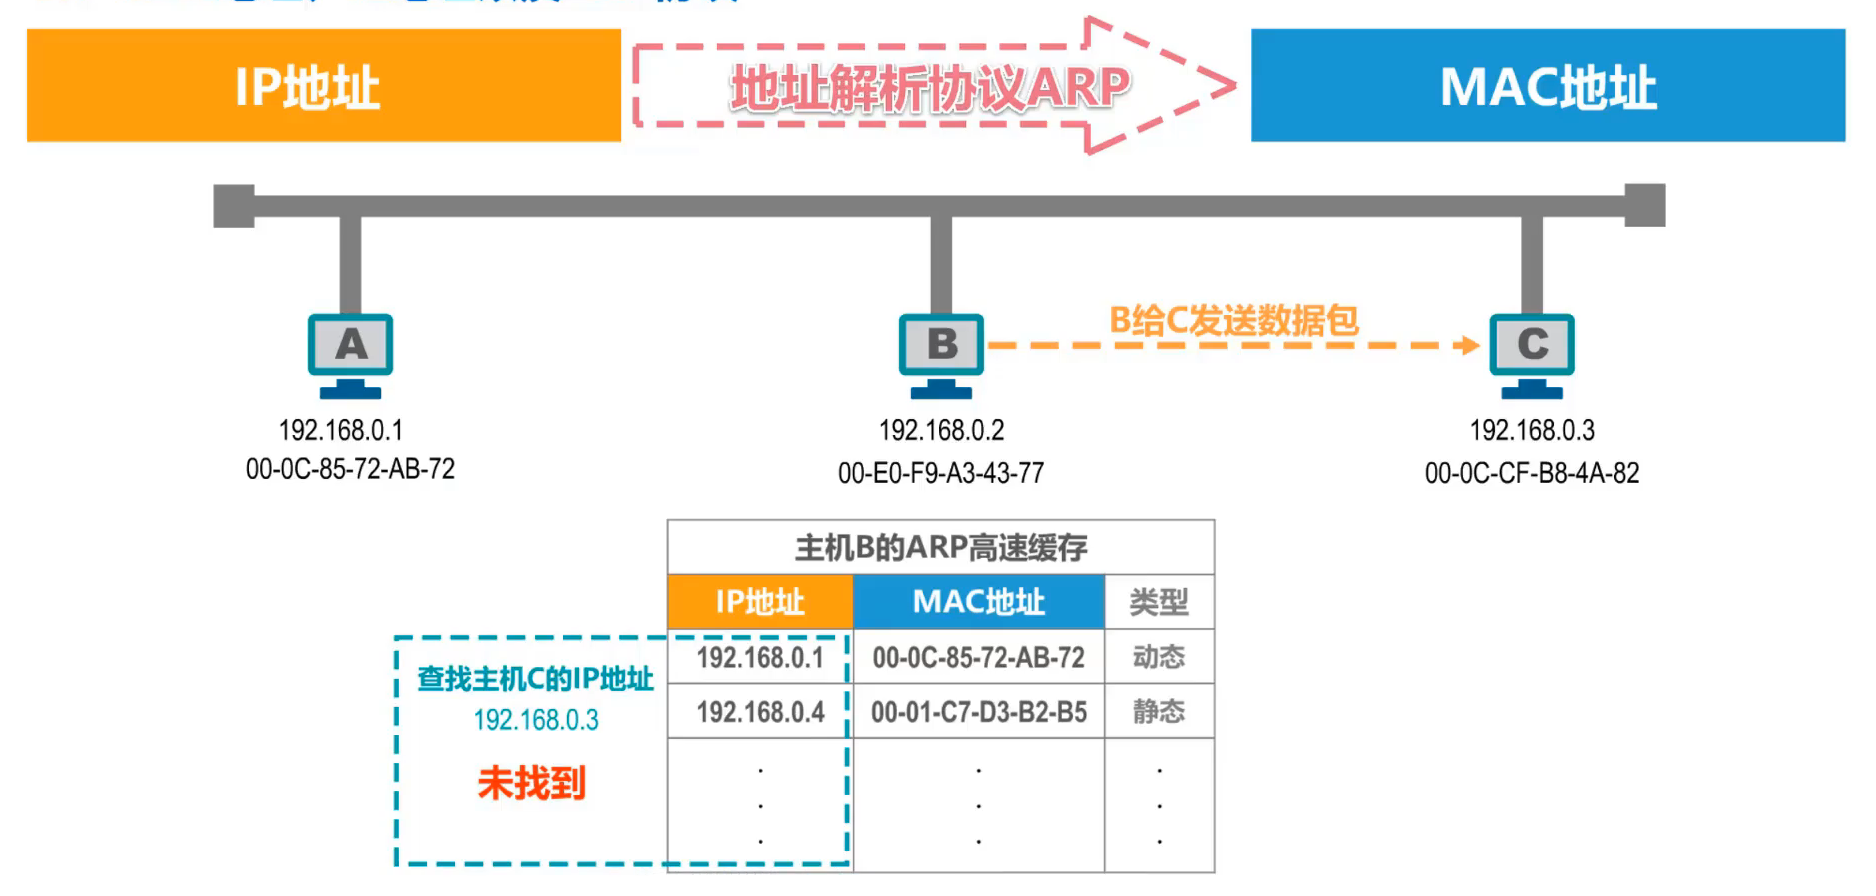 IP地址
地址解析协议ARP
MAC地址
B给C发送数据包
A
B
C
192.168.0.1
00-0C-85-72-AB-72
192.168.0.2
00-E0-F9-A3-43-77
192.168.0.3
00-0C-CF-B8-4A-82
主机B的ARP高速缓存
IP地址 MAC地址 类型
192.168.0.1 00-0C-85-72-AB-72 动态
192.168.0.4 00-01-C7-D3-B2-B5 静态
查找主机C的IP地址
192.168.0.3
未找到